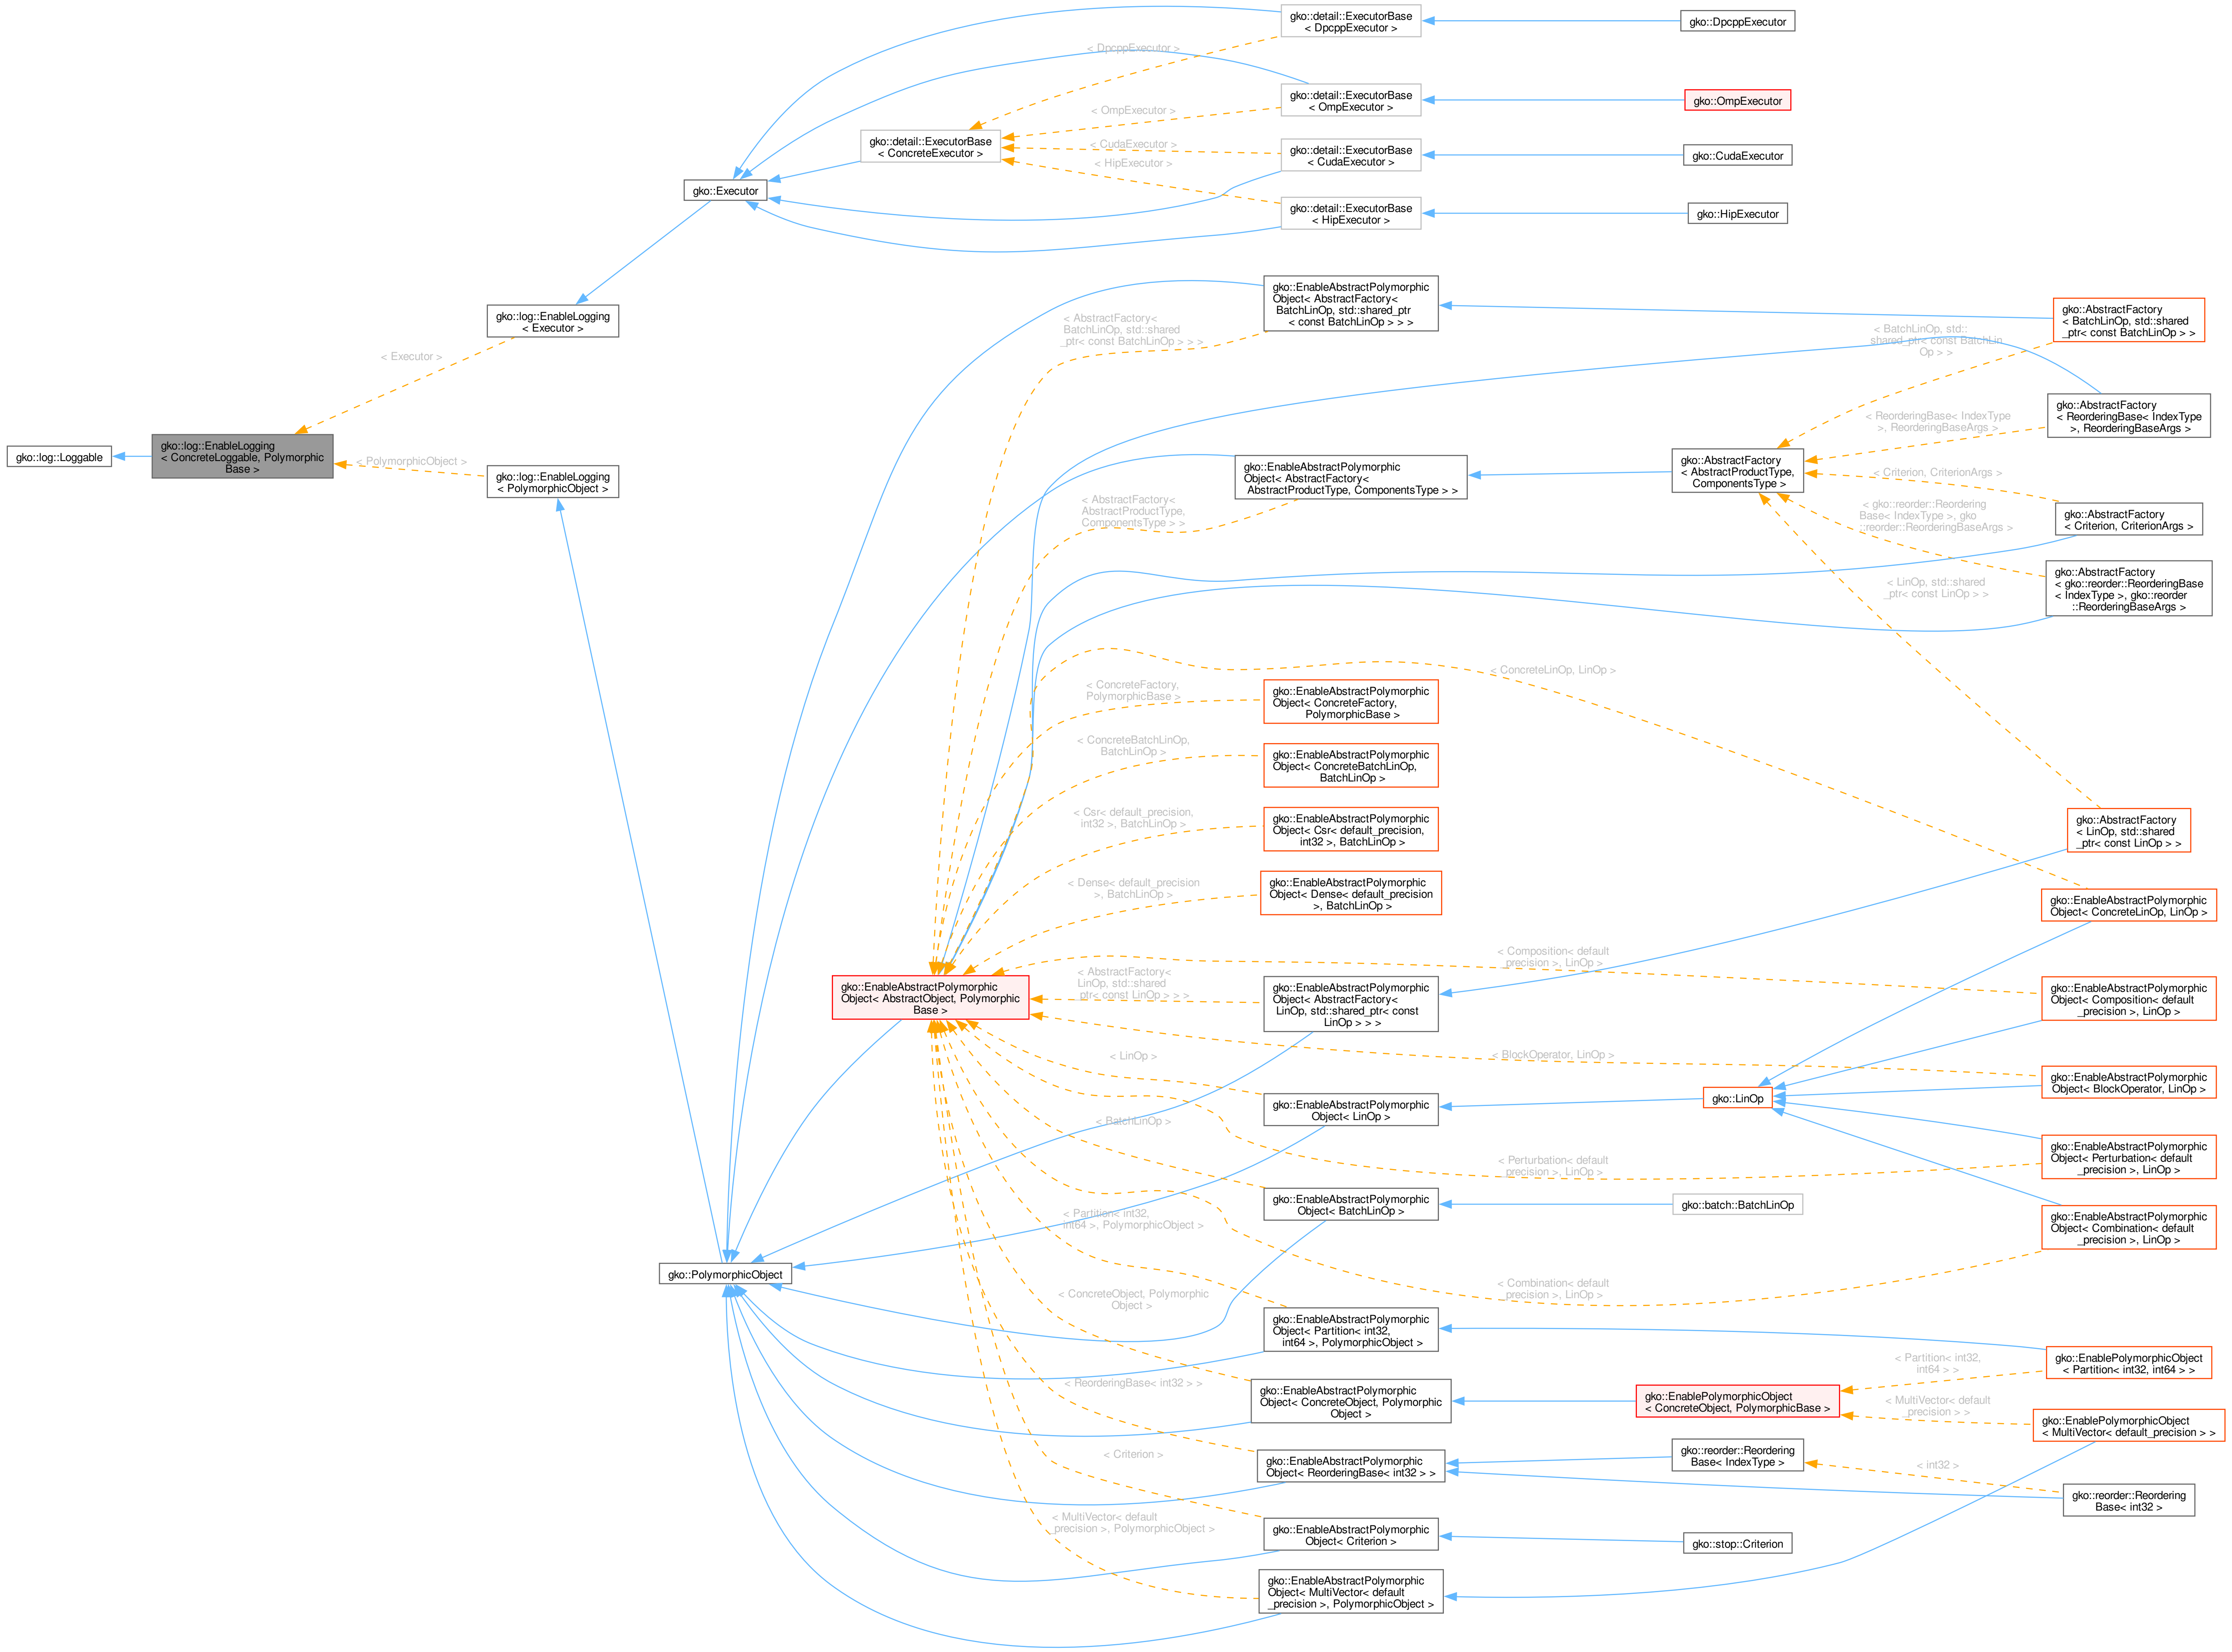 gko::log::Loggable
gko::log::EnableLogging
< ConcreteLoggable, Polymorphic
Base >
< Executor >
< PolymorphicObject >
gko::log::EnableLogging
< Executor >
gko::log::EnableLogging
< PolymorphicObject >
gko::Executor
gko::PolymorphicObject
gko::detail::ExecutorBase
< ConcreteExecutor >
< DpcppExecutor >
< OmpExecutor >
< CudaExecutor >
< HipExecutor >
gko::detail::ExecutorBase
< DpcppExecutor >
gko::detail::ExecutorBase
< OmpExecutor >
gko::detail::ExecutorBase
< CudaExecutor >
gko::detail::ExecutorBase
< HipExecutor >
gko::DpcppExecutor
gko::OmpExecutor
gko::CudaExecutor
gko::HipExecutor
gko::EnableAbstractPolymorphic
Object< AbstractObject, Polymorphic
Base >
< AbstractFactory<
BatchLinOp, std::shared
_ptr< const BatchLinOp > > >
< AbstractFactory<
AbstractProductType,
ComponentsType > >
< ConcreteFactory,
PolymorphicBase >
< ConcreteBatchLinOp,
BatchLinOp >
< Csr< default_precision,
int32 >, BatchLinOp >
< Dense< default_precision
>, BatchLinOp >
< AbstractFactory<
LinOp, std::shared
_ptr< const LinOp > > >
< LinOp >
< BatchLinOp >
< Partition< int32,
int64 >, PolymorphicObject >
< ConcreteObject, Polymorphic
Object >
< ReorderingBase< int32 > >
< Criterion >
< MultiVector< default
_precision >, PolymorphicObject >
gko::EnableAbstractPolymorphic
Object< AbstractFactory<
BatchLinOp, std::shared_ptr
< const BatchLinOp > > >
gko::EnableAbstractPolymorphic
Object< AbstractFactory<
AbstractProductType, ComponentsType > >
gko::EnableAbstractPolymorphic
Object< ConcreteFactory,
PolymorphicBase >
gko::EnableAbstractPolymorphic
Object< ConcreteBatchLinOp,
BatchLinOp >
gko::EnableAbstractPolymorphic
Object< Csr< default_precision,
int32 >, BatchLinOp >
gko::EnableAbstractPolymorphic
Object< Dense< default_precision
>, BatchLinOp >
gko::EnableAbstractPolymorphic
Object< AbstractFactory<
LinOp, std::shared_ptr< const
LinOp > > >
gko::EnableAbstractPolymorphic
Object< LinOp >
gko::EnableAbstractPolymorphic
Object< BatchLinOp >
gko::EnableAbstractPolymorphic
Object< Partition< int32,
int64 >, PolymorphicObject >
gko::EnableAbstractPolymorphic
Object< ConcreteObject, Polymorphic
Object >
gko::EnableAbstractPolymorphic
Object< ReorderingBase< int32 > >
gko::EnableAbstractPolymorphic
Object< Criterion >
gko::EnableAbstractPolymorphic
Object< MultiVector< default
_precision >, PolymorphicObject >
< ConcreteLinOp, LinOp >
< Composition< default
_precision >, LinOp >
< BlockOperator, LinOp >
< Perturbation< default
_precision >, LinOp >
< Combination< default
_precision >, LinOp >
gko::AbstractFactory
< AbstractProductType,
ComponentsType >
gko::LinOp
gko::batch::BatchLinOp
gko::EnablePolymorphicObject
< ConcreteObject, PolymorphicBase >
gko::reorder::Reordering
Base< IndexType >
gko::stop::Criterion
< BatchLinOp, std::
shared_ptr< const BatchLin
Op > >
< ReorderingBase< IndexType
>, ReorderingBaseArgs >
< Criterion, CriterionArgs >
< gko::reorder::Reordering
Base< IndexType >, gko
::reorder::ReorderingBaseArgs >
< LinOp, std::shared
_ptr< const LinOp > >
< Partition< int32,
int64 > >
< MultiVector< default
_precision > >
< int32 >
gko::AbstractFactory
< BatchLinOp, std::shared
_ptr< const BatchLinOp > >
gko::AbstractFactory
< ReorderingBase< IndexType
>, ReorderingBaseArgs >
gko::AbstractFactory
< Criterion, CriterionArgs >
gko::AbstractFactory
< gko::reorder::ReorderingBase
< IndexType >, gko::reorder
::ReorderingBaseArgs >
gko::AbstractFactory
< LinOp, std::shared
_ptr< const LinOp > >
gko::EnableAbstractPolymorphic
Object< ConcreteLinOp, LinOp >
gko::EnableAbstractPolymorphic
Object< Composition< default
_precision >, LinOp >
gko::EnableAbstractPolymorphic
Object< BlockOperator, LinOp >
gko::EnableAbstractPolymorphic
Object< Perturbation< default
_precision >, LinOp >
gko::EnableAbstractPolymorphic
Object< Combination< default
_precision >, LinOp >
gko::EnablePolymorphicObject
< Partition< int32, int64 > >
gko::EnablePolymorphicObject
< MultiVector< default_precision > >
gko::reorder::Reordering
Base< int32 >